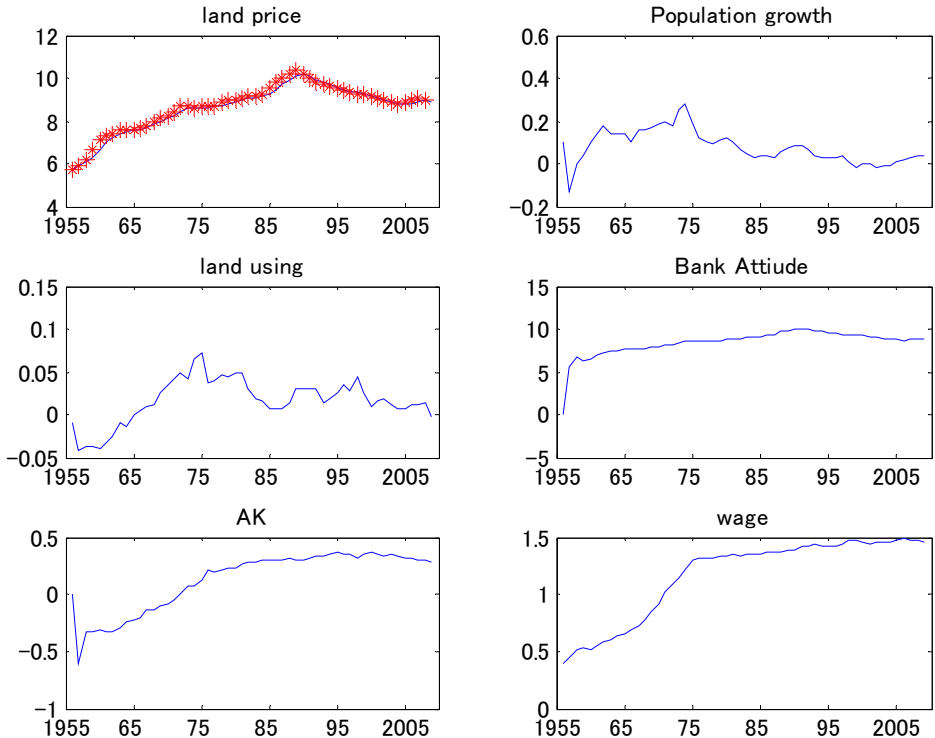 land price
12
10
8
6
4
1955 65 75 85 95 2005
Population growth
0.6
0.4
0.2
0
−0.2
1955 65 75 85 95 2005
land using
0.15
0.1
0.05
0
−0.05
1955 65 75 85 95 2005
Bank Attiude
15
10
5
0
−5
1955 65 75 85 95 2005
AK
0.5
0
−0.5
−1
1955 65 75 85 95 2005
wage
1.5
1
0.5
0
1955 65 75 85 95 2005